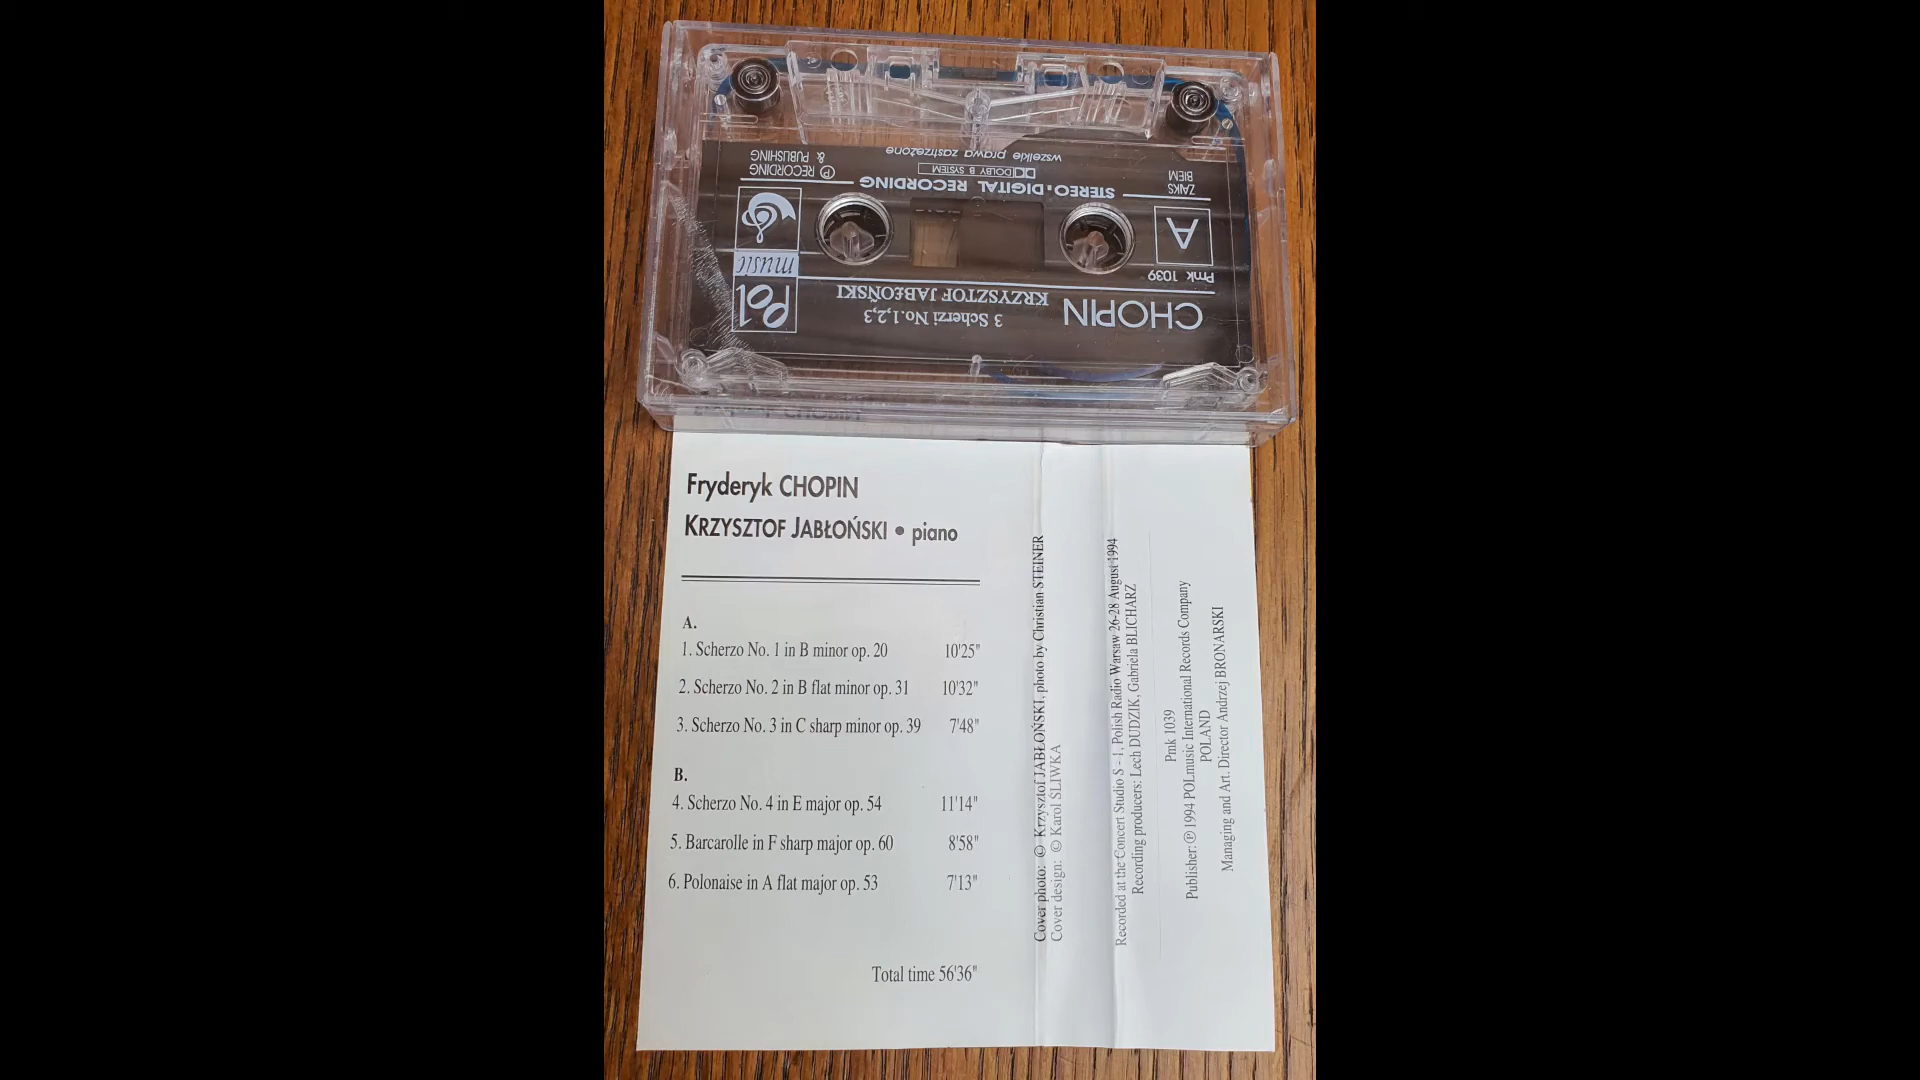 wszelkie prawa zastrzeżone
℗ RECORDING
& PUBLISHING
DOLBY B SYSTEM
ZAIKS
BIEM
STEREO. DIGITAL RECORDING
A
Pmk 1039
POL
music
CHOPIN
KRZYSZTOF JABŁOŃSKI
3 Scherzi No.1,2,3
Fryderyk CHOPIN
KRZYSZTOF JABŁOŃSKI • piano
A.
1. Scherzo No. 1 in B minor op. 20 10'25"
2. Scherzo No. 2 in B flat minor op. 31 10'32"
3. Scherzo No. 3 in C sharp minor op. 39 7'48"
B.
4. Scherzo No. 4 in E major op. 54 11'14"
5. Barcarolle in F sharp major op. 60 8'58"
6. Polonaise in A flat major op. 53 7'13"
Total time 56'36"
Cover photo: © Krzysztof JABŁOŃSKI, photo by Christian STEINER
Cover design: © Karol ŚLIWKA
Recorded at the Concert Studio S - 1, Polish Radio Warsaw 26-28 August 1994
Recording producers: Lech DUDZIK, Gabriela BLICHARZ
Pmk 1039
Publisher: ℗ 1994 POLmusic International Records Company
POLAND
Managing and Art. Director Andrzej BRONARSKI